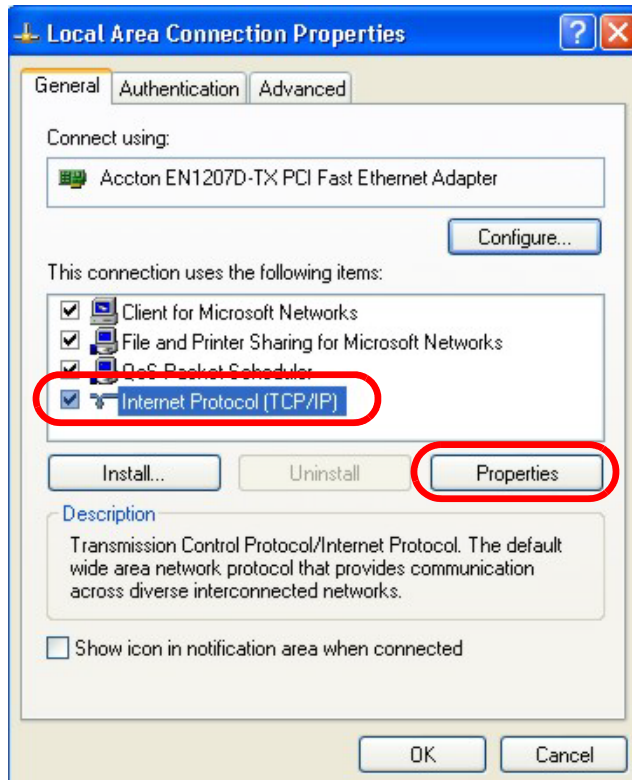 Local Area Connection Properties
General Authentication Advanced
Connect using:
Accton EN1207D-TX PCI Fast Ethernet Adapter
Configure...
This connection uses the following items:
Client for Microsoft Networks
File and Printer Sharing for Microsoft Networks
QoS Packet Scheduler
Internet Protocol (TCP/IP)
Install... Uninstall Properties
Description
Transmission Control Protocol/Internet Protocol. The default
wide area network protocol that provides communication
across diverse interconnected networks.
Show icon in notification area when connected
OK Cancel